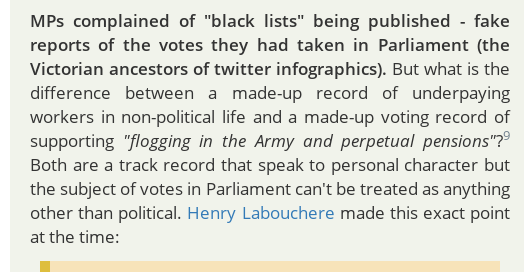 MPs complained of "black lists" being published - fake
reports of the votes they had taken in Parliament (the
Victorian ancestors of twitter infographics). But what is the
difference between a made-up record of underpaying
workers in non-political life and a made-up voting record of
supporting "flogging in the Army and perpetual pensions"?9
Both are a track record that speak to personal character but
the subject of votes in Parliament can't be treated as anything
other than political. Henry Labouchere made this exact point
at the time: